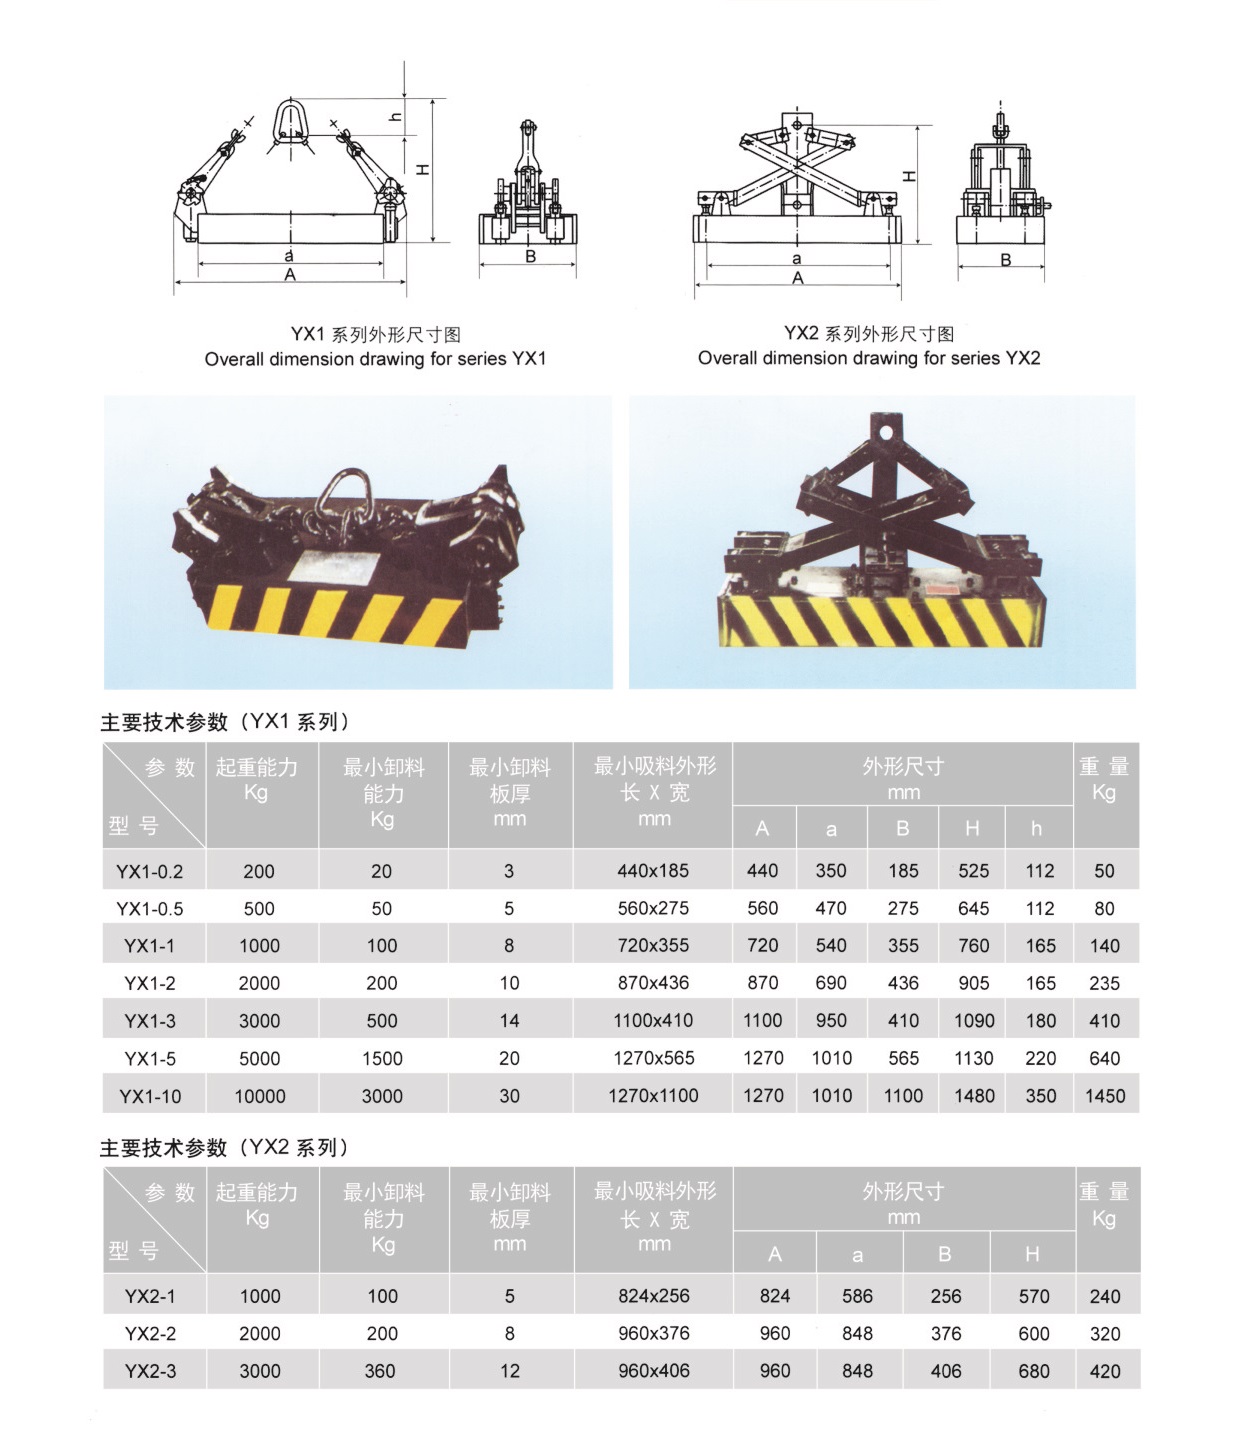 h
H
a
A
B
H
a
A
B
YX1 系列外形尺寸图
Overall dimension drawing for series YX1
YX2 系列外形尺寸图
Overall dimension drawing for series YX2
主要技术参数（YX1 系列）
参 数 起重能力 最小卸料 最小卸料 最小吸料外形 外形尺寸 重 量
Kg 能力 板厚 长 X 宽 mm Kg
型 号 Kg mm mm A a B H h
YX1-0.2 200 20 3 440x185 440 350 185 525 112 50
YX1-0.5 500 50 5 560x275 560 470 275 645 112 80
YX1-1 1000 100 8 720x355 720 540 355 760 165 140
YX1-2 2000 200 10 870x436 870 690 436 905 165 235
YX1-3 3000 500 14 1100x410 1100 950 410 1090 180 410
YX1-5 5000 1500 20 1270x565 1270 1010 565 1130 220 640
YX1-10 10000 3000 30 1270x1100 1270 1010 1100 1480 350 1450
主要技术参数（YX2 系列）
参 数 起重能力 最小卸料 最小卸料 最小吸料外形 外形尺寸 重 量
Kg 能力 板厚 长 X 宽 mm Kg
型 号 Kg mm mm A a B H
YX2-1 1000 100 5 824x256 824 586 256 570 240
YX2-2 2000 200 8 960x376 960 848 376 600 320
YX2-3 3000 360 12 960x406 960 848 406 680 420